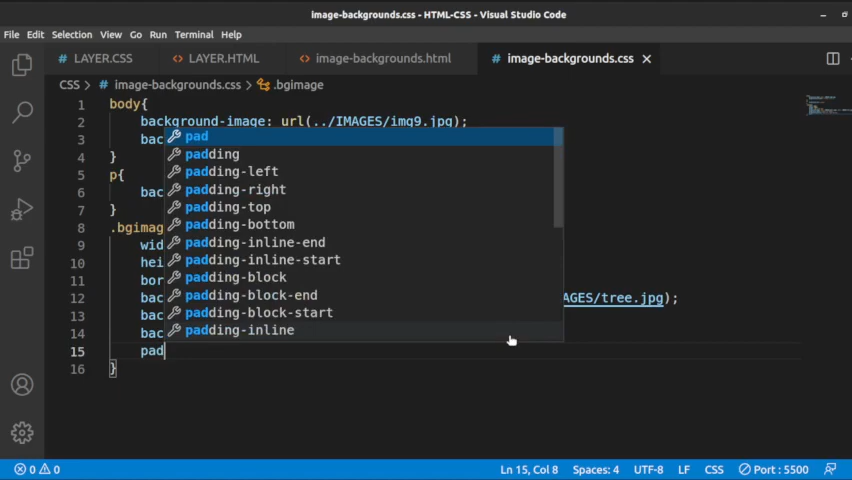 image-backgrounds.css - HTML-CSS - Visual Studio Code
File Edit Selection View Go Run Terminal Help
# LAYER.CSS <> LAYER.HTML <> image-backgrounds.html # image-backgrounds.css
CSS > # image-backgrounds.css > .bgimage
1 body{
2 background-image: url(../IMAGES/img9.jpg);
3 bac
4 }
5 p{
6 bac
7 }
8 .bgimag
9 wid
10 hei
11 bor
12 bac AGES/tree.jpg);
13 bac
14 bac
15 pad
16 }
pad
padding
padding-left
padding-right
padding-top
padding-bottom
padding-inline-end
padding-inline-start
padding-block
padding-block-end
padding-block-start
padding-inline
0 0 Ln 15, Col 8 Spaces: 4 UTF-8 LF CSS Port : 5500